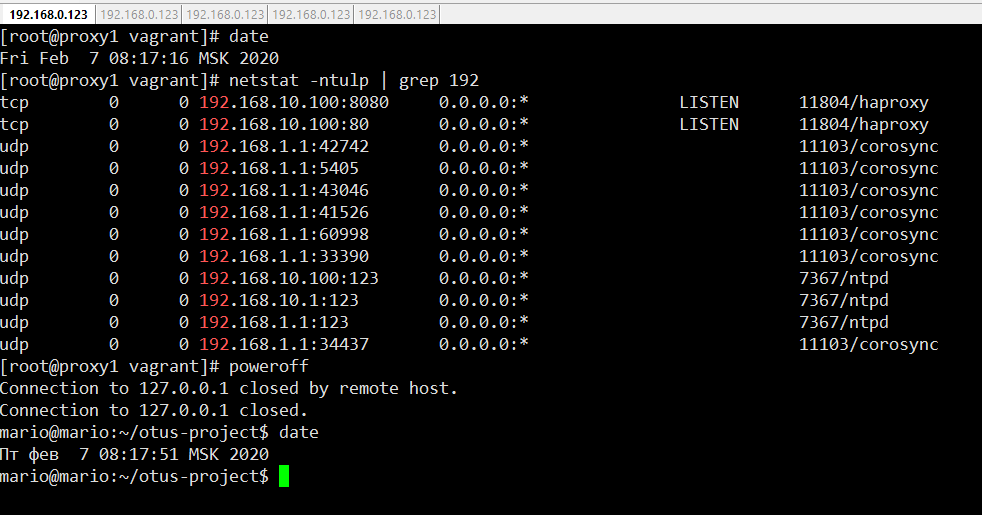 192.168.0.123 192.168.0.123 192.168.0.123 192.168.0.123 192.168.0.123
[root@proxy1 vagrant]# date
Fri Feb  7 08:17:16 MSK 2020
[root@proxy1 vagrant]# netstat -ntulp | grep 192
tcp        0      0 192.168.10.100:8080     0.0.0.0:*               LISTEN      11804/haproxy
tcp        0      0 192.168.10.100:80       0.0.0.0:*               LISTEN      11804/haproxy
udp        0      0 192.168.1.1:42742       0.0.0.0:*                           11103/corosync
udp        0      0 192.168.1.1:5405        0.0.0.0:*                           11103/corosync
udp        0      0 192.168.1.1:43046       0.0.0.0:*                           11103/corosync
udp        0      0 192.168.1.1:41526       0.0.0.0:*                           11103/corosync
udp        0      0 192.168.1.1:60998       0.0.0.0:*                           11103/corosync
udp        0      0 192.168.1.1:33390       0.0.0.0:*                           11103/corosync
udp        0      0 192.168.10.100:123      0.0.0.0:*                           7367/ntpd
udp        0      0 192.168.10.1:123        0.0.0.0:*                           7367/ntpd
udp        0      0 192.168.1.1:123         0.0.0.0:*                           7367/ntpd
udp        0      0 192.168.1.1:34437       0.0.0.0:*                           11103/corosync
[root@proxy1 vagrant]# poweroff
Connection to 127.0.0.1 closed by remote host.
Connection to 127.0.0.1 closed.
mario@mario:~/otus-project$ date
Пт фев  7 08:17:51 MSK 2020
mario@mario:~/otus-project$